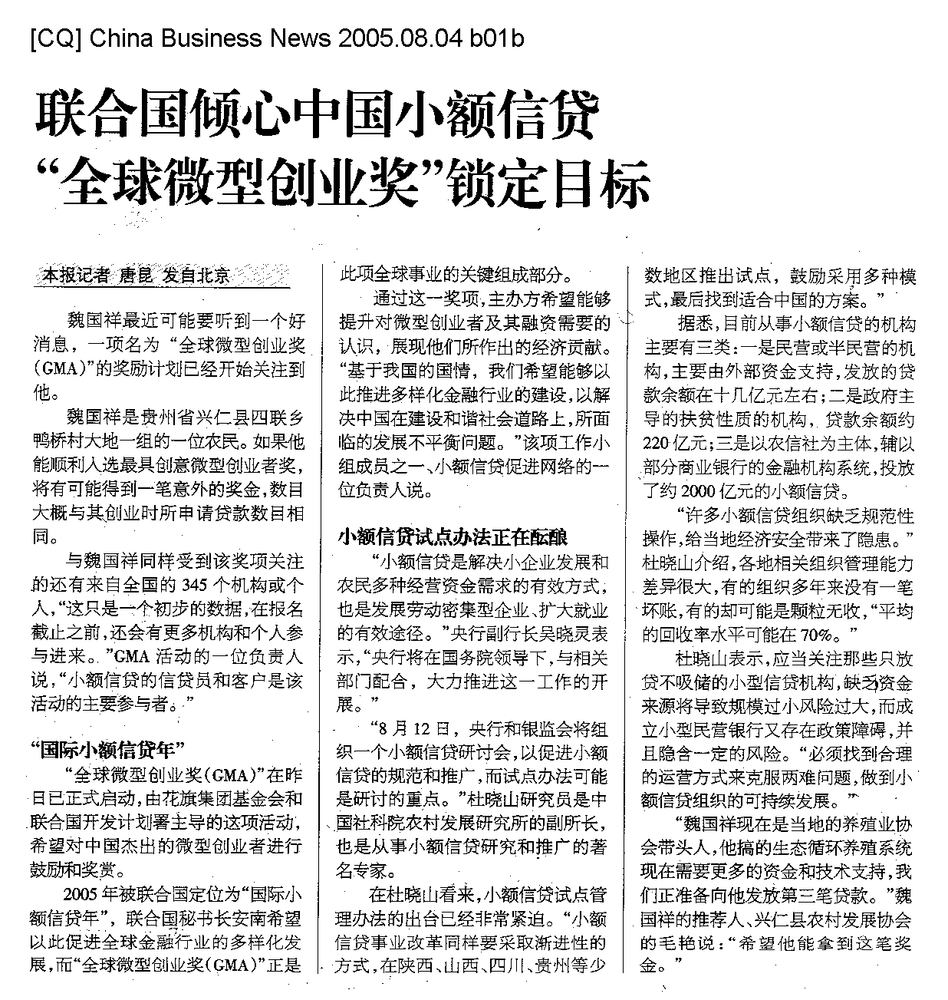 [CQ] China Business News 2005.08.04 b01b
联合国倾心中国小额信贷
“全球微型创业奖”锁定目标
本报记者 唐昆 发自北京
魏国祥最近可能要听到一个好
消息，一项名为“全球微型创业奖
(GMA)”的奖励计划已经开始关注到
他。
魏国祥是贵州省兴仁县四联乡
鸭桥村大地一组的一位农民。如果他
能顺利入选最具创意微型创业者奖，
将有可能得到一笔意外的奖金，数目
大概与其创业时所申请贷款数目相
同。
与魏国祥同样受到该奖项关注
的还有来自全国的 345 个机构或个
人，“这只是一个初步的数据，在报名
截止之前，还会有更多机构和个人参
与进来。”GMA 活动的一位负责人
说，“小额信贷的信贷员和客户是该
活动的主要参与者。”
“国际小额信贷年”
“全球微型创业奖(GMA)”在昨
日已正式启动，由花旗集团基金会和
联合国开发计划署主导的这项活动，
希望对中国杰出的微型创业者进行
鼓励和奖赏。
2005 年被联合国定位为“国际小
额信贷年”，联合国秘书长安南希望
以此促进全球金融行业的多样化发
展，而“全球微型创业奖(GMA)”正是
此项全球事业的关键组成部分。
通过这一奖项，主办方希望能够
提升对微型创业者及其融资需要的
认识，展现他们所作出的经济贡献。
“基于我国的国情，我们希望能够以
此推进多样化金融行业的建设，以解
决中国在建设和谐社会道路上，所面
临的发展不平衡问题。”该项工作小
组成员之一、小额信贷促进网络的一
位负责人说。
小额信贷试点办法正在酝酿
“小额信贷是解决小企业发展和
农民多种经营资金需求的有效方式，
也是发展劳动密集型企业、扩大就业
的有效途径。”央行副行长吴晓灵表
示，“央行将在国务院领导下，与相关
部门配合，大力推进这一工作的开
展。”
“8 月 12 日，央行和银监会将组
织一个小额信贷研讨会，以促进小额
信贷的规范和推广，而试点办法可能
是研讨的重点。”杜晓山研究员是中
国社科院农村发展研究所的副所长，
也是从事小额信贷研究和推广的著
名专家。
在杜晓山看来，小额信贷试点管
理办法的出台已经非常紧迫。“小额
信贷事业改革同样要采取渐进性的
方式，在陕西、山西、四川、贵州等少
数地区推出试点，鼓励采用多种模
式，最后找到适合中国的方案。”
据悉，目前从事小额信贷的机构
主要有三类：一是民营或半民营的机
构，主要由外部资金支持，发放的贷
款余额在十几亿元左右；二是政府主
导的扶贫性质的机构，贷款余额约
220 亿元；三是以农信社为主体，辅以
部分商业银行的金融机构系统，投放
了约 2000 亿元的小额信贷。
“许多小额信贷组织缺乏规范性
操作，给当地经济安全带来了隐患。”
杜晓山介绍，各地相关组织管理能力
差异很大，有的组织多年来没有一笔
坏账，有的却可能是颗粒无收，“平均
的回收率水平可能在 70%。”
杜晓山表示，应当关注那些只放
贷不吸储的小型信贷机构，缺乏资金
来源将导致规模过小风险过大，而成
立小型民营银行又存在政策障碍，并
且隐含一定的风险。“必须找到合理
的运营方式来克服两难问题，做到小
额信贷组织的可持续发展。”
“魏国祥现在是当地的养殖业协
会带头人，他搞的生态循环养殖系统
现在需要更多的资金和技术支持，我
们正准备向他发放第三笔贷款。”魏
国祥的推荐人、兴仁县农村发展协会
的毛艳说：“希望他能拿到这笔奖
金。”